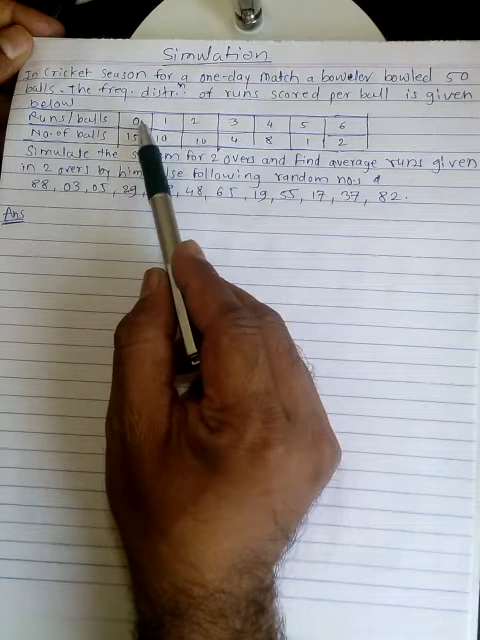 Simulation
In Cricket season for a one-day match a boweler bowled 50
balls. The freq. distri.n of runs scored per ball is given
below
Runs/balls 0 1 2 3 4 5 6
No. of balls 15 10 10 4 8 1 2
Simulate the for 2 overs and find average runs given
in 2 overs by following random nos
88, 03, 05, 29, 48, 65, 19, 55, 17, 37, 82.
Ans